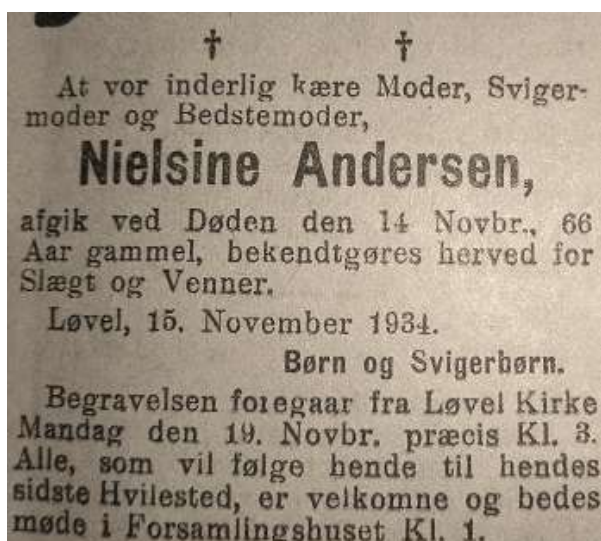 † †
At vor inderlig kære Moder, Sviger-
moder og Bedstemoder,
Nielsine Andersen,
afgik ved Døden den 14 Novbr., 66
Aar gammel, bekendtgøres herved for
Slægt og Venner.
Løvel, 15. November 1934.
Børn og Svigerbørn.
Begravelsen foregaar fra Løvel Kirke
Mandag den 19. Novbr. præcis Kl. 3.
Alle, som vil følge hende til hendes
sidste Hvilested, er velkomne og bedes
møde i Forsamlingshuset Kl. 1.